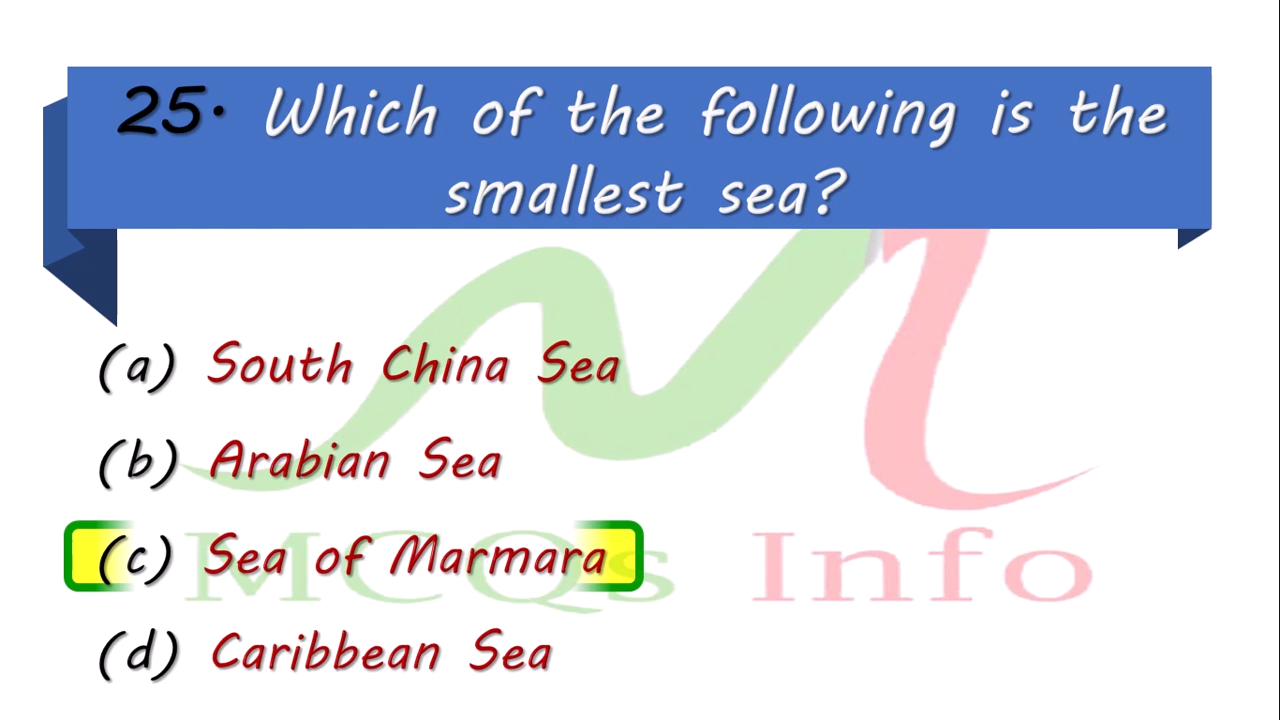 25. Which of the following is the
smallest sea?
(a) South China Sea
(b) Arabian Sea
(c) Sea of Marmara
MCQs Info
(d) Caribbean Sea